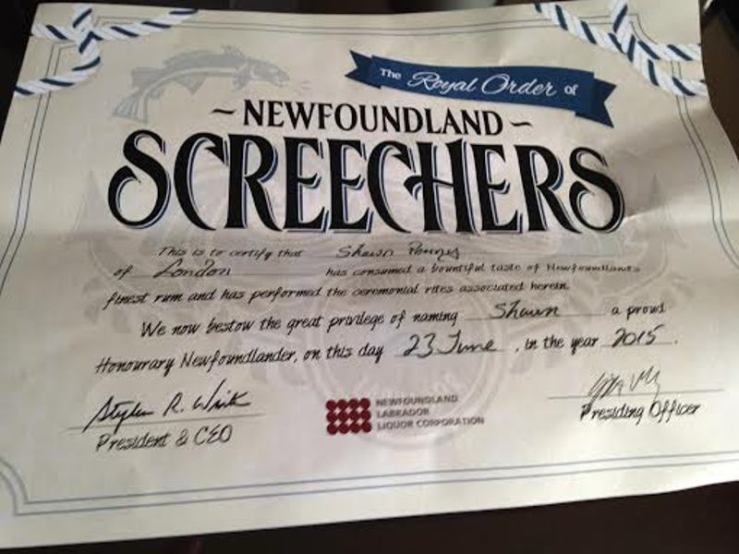 The Royal Order of
~ NEWFOUNDLAND ~
SCREECHERS
This is to certify that Shawn
of London has consumed a bountiful taste of Newfoundland's
finest rum and has performed the ceremonial rites associated herein.
We now bestow the great privilege of naming Shawn a proud
Honourary Newfoundlander, on this day 23 June, in the year 2015.
President & CEO
NEWFOUNDLAND
LABRADOR
LIQUOR CORPORATION
Presiding Officer